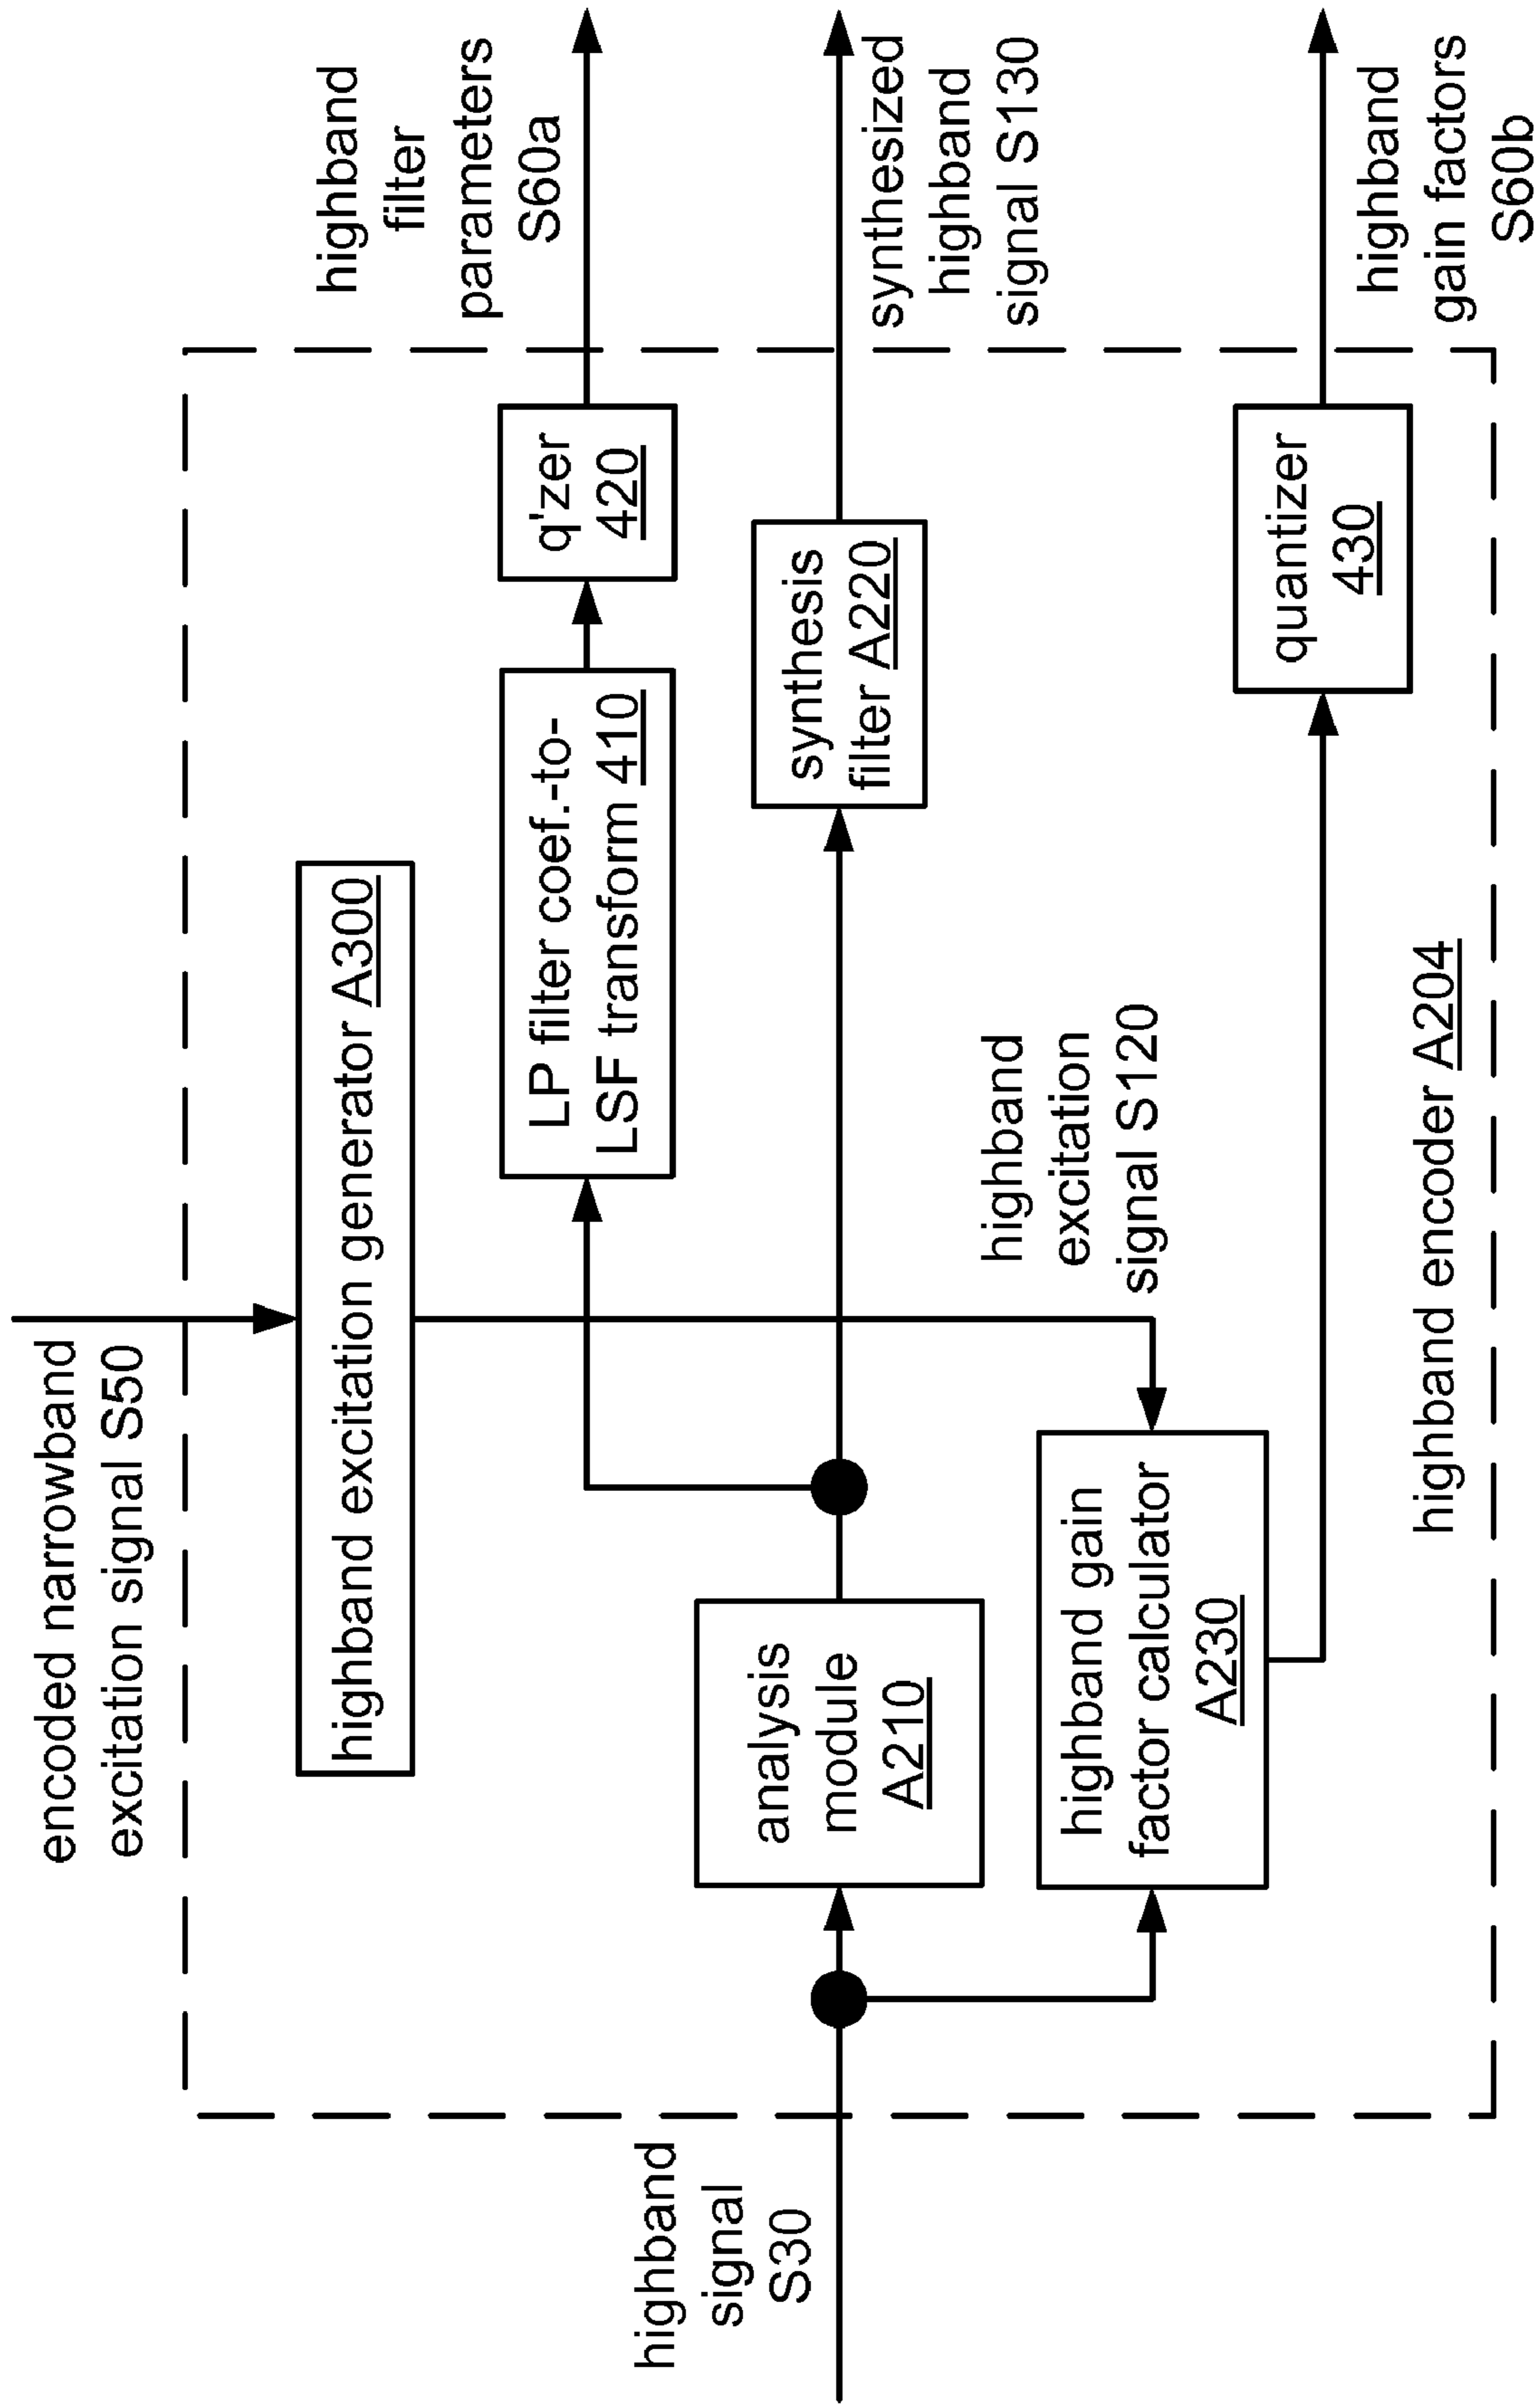 encoded narrowband
excitation signal S50
highband excitation generator A300
highband
filter
parameters
S60a
LP filter coef.-to-
LSF transform 410
q'zer
420
highband
signal
S30
analysis
module
A210
synthesis
filter A220
synthesized
highband
signal S130
highband
excitation
signal S120
highband gain
factor calculator
A230
quantizer
430
highband
gain factors
S60b
highband encoder A204